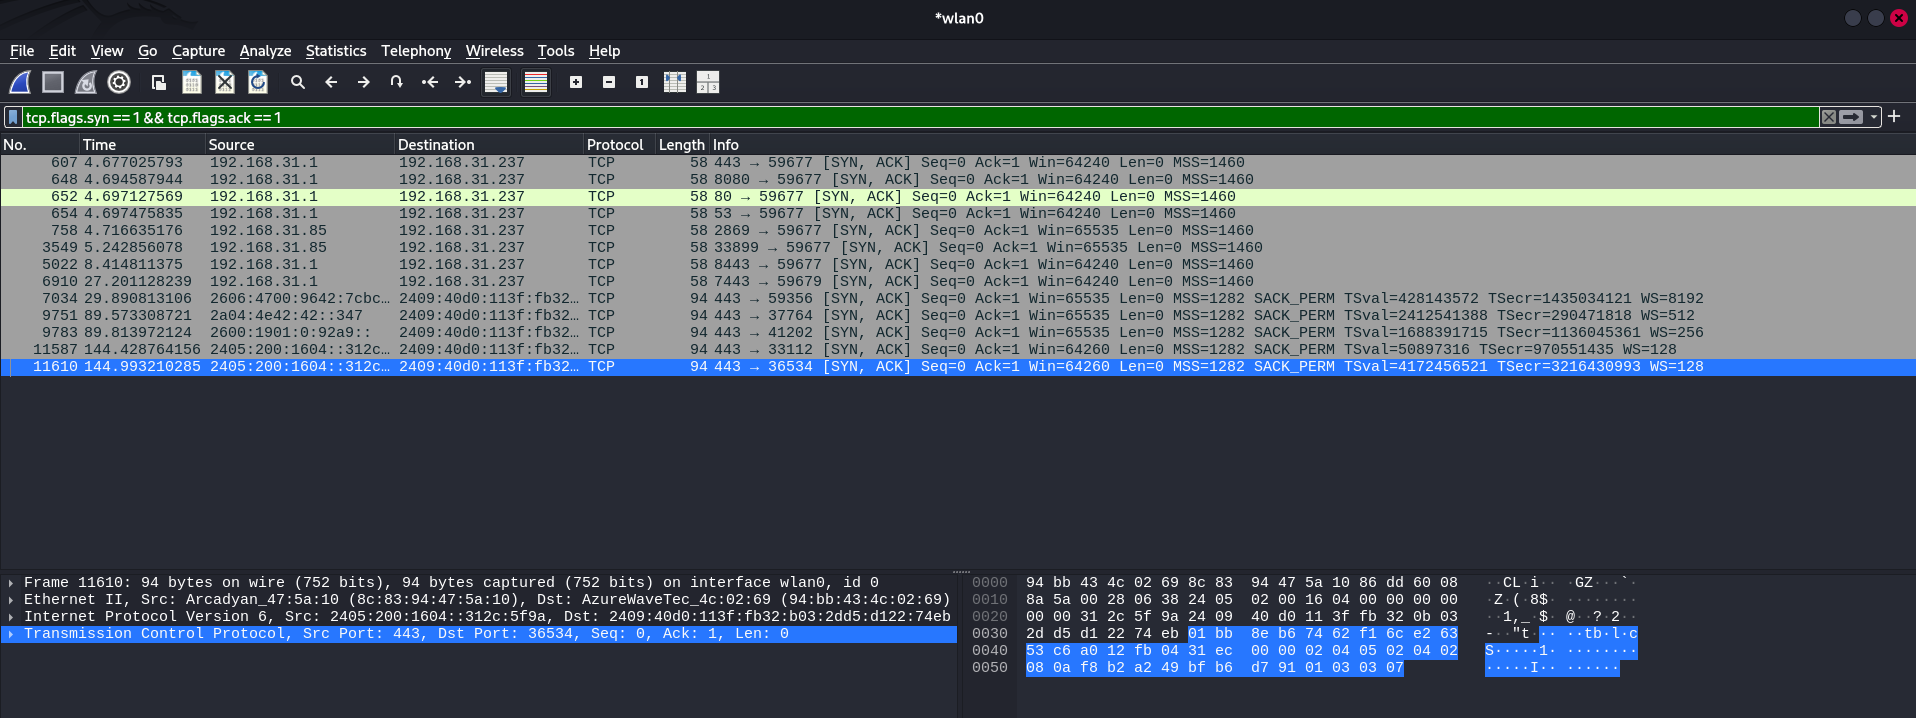 *wlan0
File Edit View Go Capture Analyze Statistics Telephony Wireless Tools Help
tcp.flags.syn == 1 && tcp.flags.ack == 1
No. Time Source Destination Protocol Length Info
607 4.677025793 192.168.31.1 192.168.31.237 TCP 58 443 → 59677 [SYN, ACK] Seq=0 Ack=1 Win=64240 Len=0 MSS=1460
648 4.694587944 192.168.31.1 192.168.31.237 TCP 58 8080 → 59677 [SYN, ACK] Seq=0 Ack=1 Win=64240 Len=0 MSS=1460
652 4.697127569 192.168.31.1 192.168.31.237 TCP 58 80 → 59677 [SYN, ACK] Seq=0 Ack=1 Win=64240 Len=0 MSS=1460
654 4.697475835 192.168.31.1 192.168.31.237 TCP 58 53 → 59677 [SYN, ACK] Seq=0 Ack=1 Win=64240 Len=0 MSS=1460
758 4.716635176 192.168.31.85 192.168.31.237 TCP 58 2869 → 59677 [SYN, ACK] Seq=0 Ack=1 Win=65535 Len=0 MSS=1460
3549 5.242856078 192.168.31.85 192.168.31.237 TCP 58 33899 → 59677 [SYN, ACK] Seq=0 Ack=1 Win=65535 Len=0 MSS=1460
5022 8.414811375 192.168.31.1 192.168.31.237 TCP 58 8443 → 59677 [SYN, ACK] Seq=0 Ack=1 Win=64240 Len=0 MSS=1460
6910 27.201128239 192.168.31.1 192.168.31.237 TCP 58 7443 → 59679 [SYN, ACK] Seq=0 Ack=1 Win=64240 Len=0 MSS=1460
7034 29.890813106 2606:4700:9642:7cbc… 2409:40d0:113f:fb32… TCP 94 443 → 59356 [SYN, ACK] Seq=0 Ack=1 Win=65535 Len=0 MSS=1282 SACK_PERM TSval=428143572 TSecr=1435034121 WS=8192
9751 89.573308721 2a04:4e42:42::347 2409:40d0:113f:fb32… TCP 94 443 → 37764 [SYN, ACK] Seq=0 Ack=1 Win=65535 Len=0 MSS=1282 SACK_PERM TSval=2412541388 TSecr=290471818 WS=512
9783 89.813972124 2600:1901:0:92a9:: 2409:40d0:113f:fb32… TCP 94 443 → 41202 [SYN, ACK] Seq=0 Ack=1 Win=65535 Len=0 MSS=1282 SACK_PERM TSval=1688391715 TSecr=1136045361 WS=256
11587 144.428764156 2405:200:1604::312c… 2409:40d0:113f:fb32… TCP 94 443 → 33112 [SYN, ACK] Seq=0 Ack=1 Win=64260 Len=0 MSS=1282 SACK_PERM TSval=50897316 TSecr=970551435 WS=128
11610 144.993210285 2405:200:1604::312c… 2409:40d0:113f:fb32… TCP 94 443 → 36534 [SYN, ACK] Seq=0 Ack=1 Win=64260 Len=0 MSS=1282 SACK_PERM TSval=4172456521 TSecr=3216430993 WS=128
Frame 11610: 94 bytes on wire (752 bits), 94 bytes captured (752 bits) on interface wlan0, id 0
Ethernet II, Src: Arcadyan_47:5a:10 (8c:83:94:47:5a:10), Dst: AzureWaveTec_4c:02:69 (94:bb:43:4c:02:69)
Internet Protocol Version 6, Src: 2405:200:1604::312c:5f9a, Dst: 2409:40d0:113f:fb32:b03:2dd5:d122:74eb
Transmission Control Protocol, Src Port: 443, Dst Port: 36534, Seq: 0, Ack: 1, Len: 0
0000 94 bb 43 4c 02 69 8c 83 94 47 5a 10 86 dd 60 08 ··CL·i·· ·GZ···`·
0010 8a 5a 00 28 06 38 24 05 02 00 16 04 00 00 00 00 ·Z·(·8$· ········
0020 00 00 31 2c 5f 9a 24 09 40 d0 11 3f fb 32 0b 03 ··1,_·$· @··?·2··
0030 2d d5 d1 22 74 eb 01 bb 8e b6 74 62 f1 6c e2 63 -··"t··· ··tb·l·c
0040 53 c6 a0 12 fb 04 31 ec 00 00 02 04 05 02 04 02 S·····1· ········
0050 08 0a f8 b2 a2 49 bf b6 d7 91 01 03 03 07 ·····I·· ······